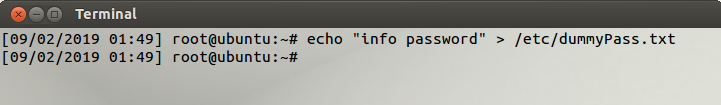 Terminal
[09/02/2019 01:49] root@ubuntu:~# echo "info password" > /etc/dummyPass.txt
[09/02/2019 01:49] root@ubuntu:~#